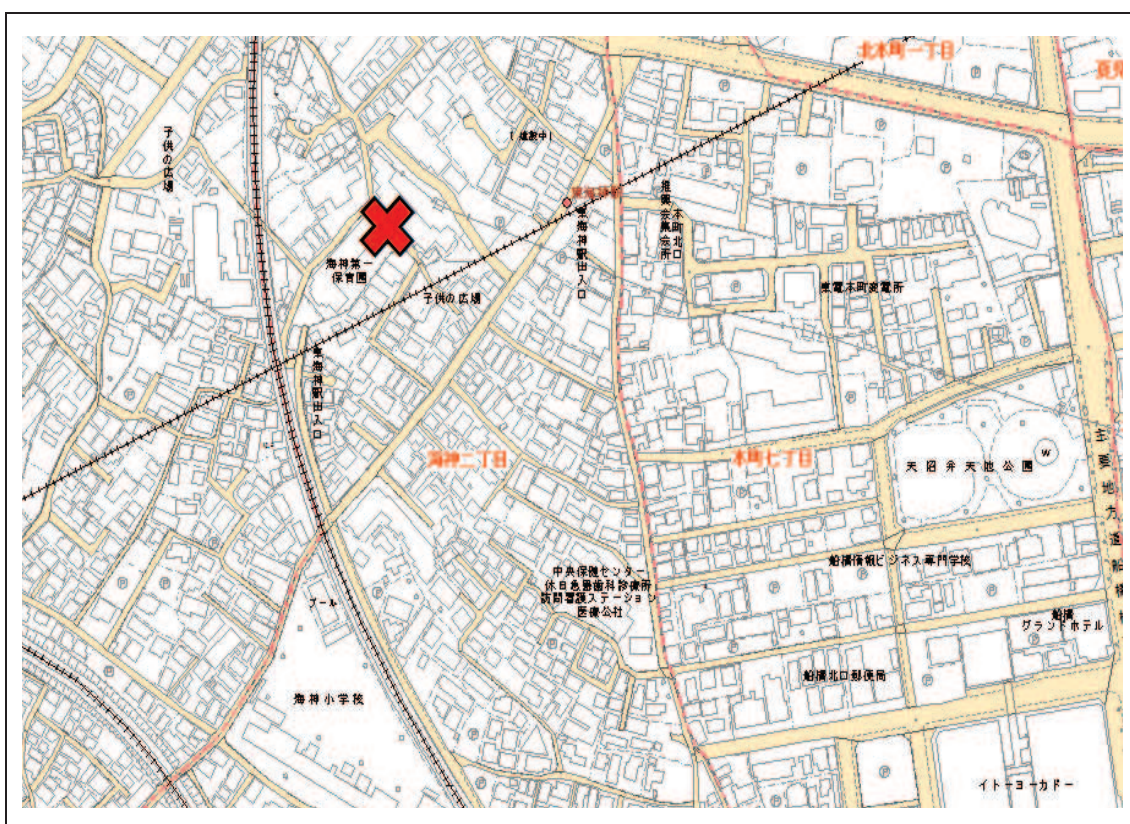 北本町一丁目
子供の広場
(建設中)
東海神駅出入口
本町北口
推興会集会所
海神第一
保育園
子供の広場
東電本町変電所
東海神駅出入口
海神二丁目
本町七丁目
天沼弁天池公園
W
船橋情報ビジネス専門学校
中央保健センター
休日急患歯科診療所
訪問看護ステーション
医療公社
プール
船橋
グランドホテル
船橋北口郵便局
海神小学校
イトーヨーカドー